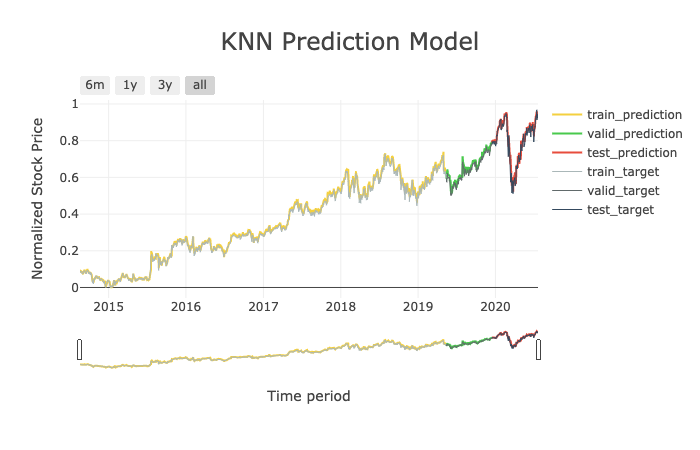 KNN Prediction Model
6m 1y 3y all
Normalized Stock Price
1
0.8
0.6
0.4
0.2
0
2015 2016 2017 2018 2019 2020
Time period
train_prediction
valid_prediction
test_prediction
train_target
valid_target
test_target